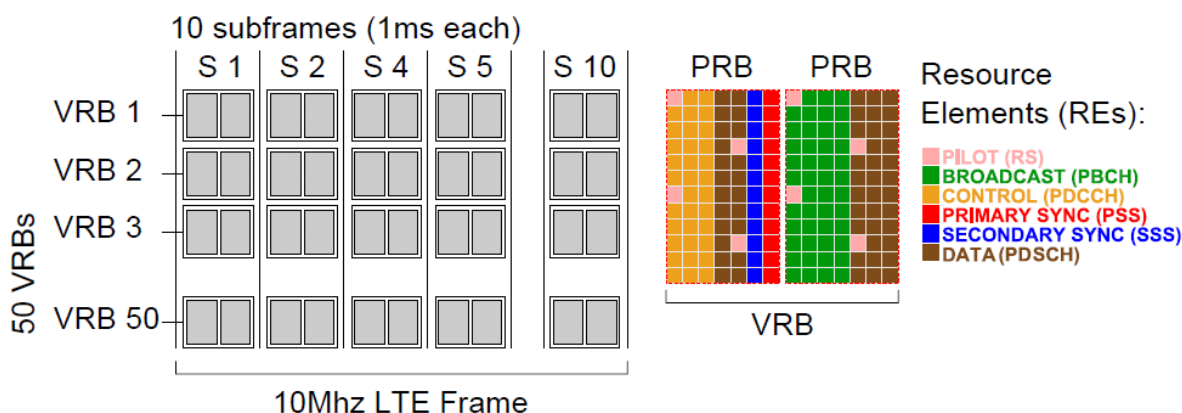 10 subframes (1ms each)
S 1 S 2 S 4 S 5 S 10
VRB 1
VRB 2
VRB 3
VRB 50
50 VRBs
10Mhz LTE Frame
PRB PRB
VRB
Resource
Elements (REs):
PILOT (RS)
BROADCAST (PBCH)
CONTROL (PDCCH)
PRIMARY SYNC (PSS)
SECONDARY SYNC (SSS)
DATA (PDSCH)